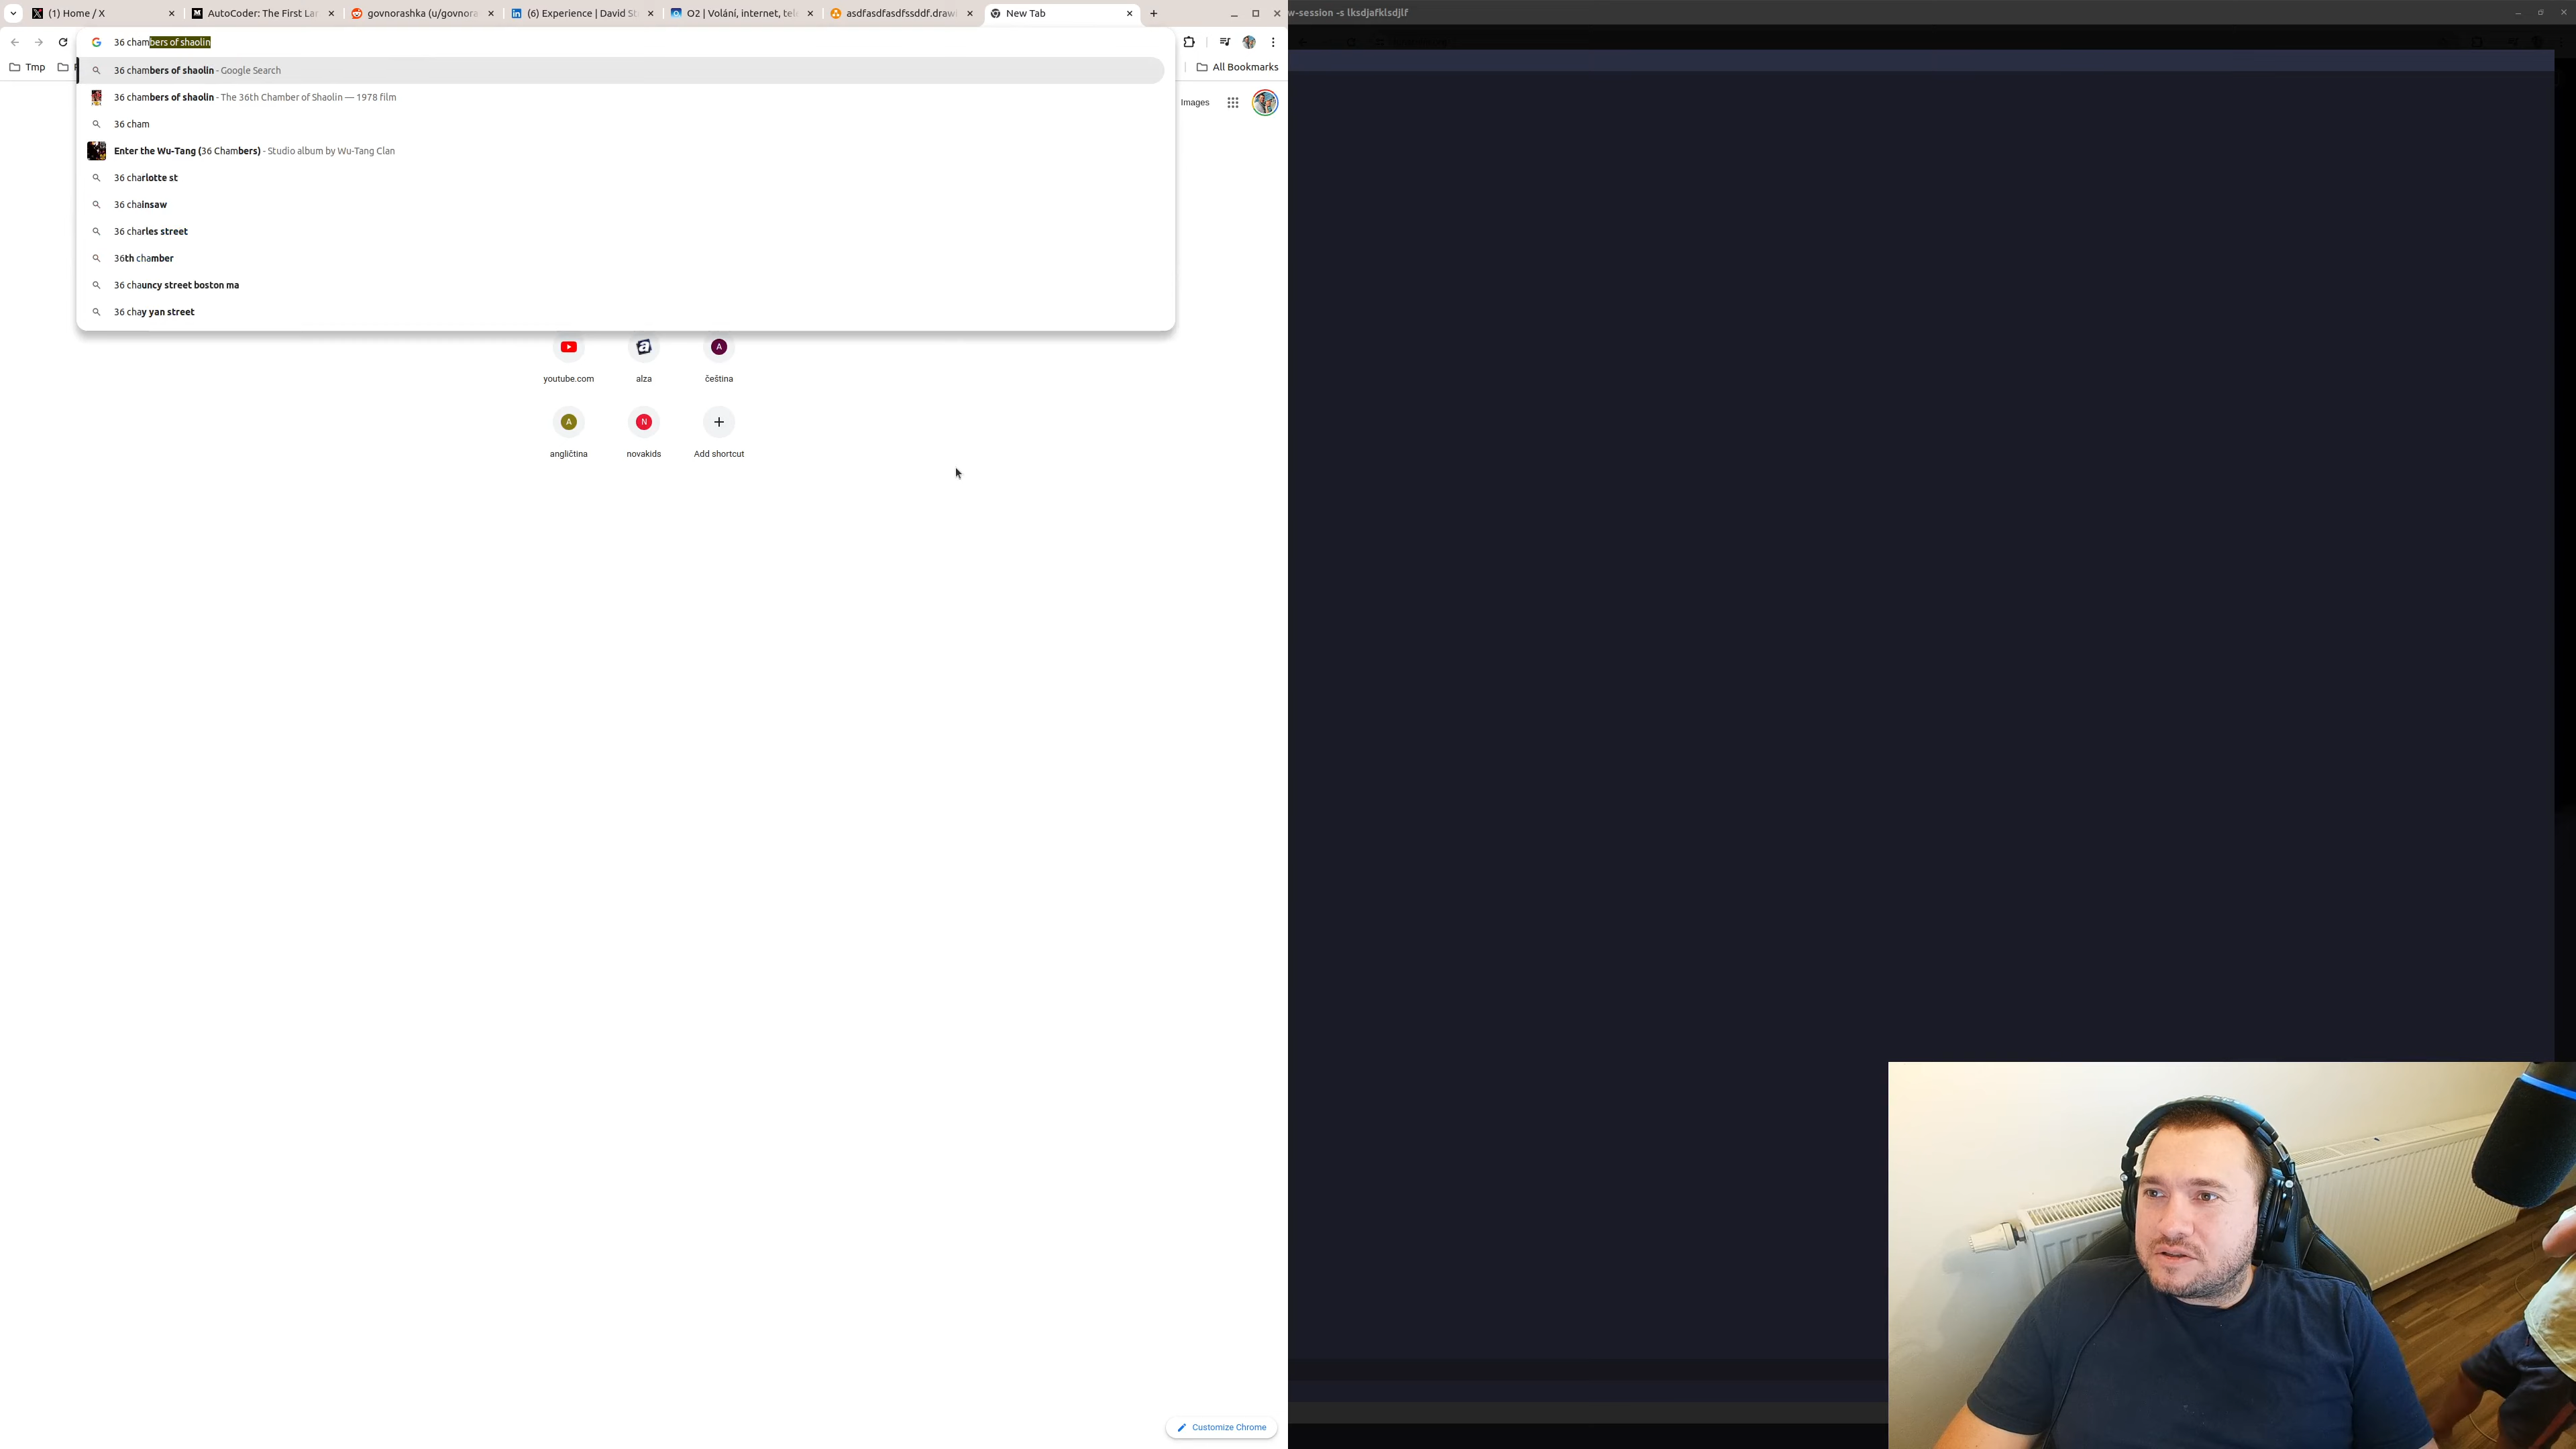 (1) Home / X
AutoCoder: The First Lar
govnorashka (u/govnora
(6) Experience | David St
O2 | Volání, internet, tele
asdfasdfasdfssddf.draw
New Tab
w-session -s lksdjafklsdjlf
36 chambers of shaolin
Tmp
All Bookmarks
36 chambers of shaolin - Google Search
36 chambers of shaolin - The 36th Chamber of Shaolin — 1978 film
Images
36 cham
Enter the Wu-Tang (36 Chambers) - Studio album by Wu-Tang Clan
36 charlotte st
36 chainsaw
36 charles street
36th chamber
36 chauncy street boston ma
36 chay yan street
youtube.com
alza
čeština
angličtina
novakids
Add shortcut
Customize Chrome